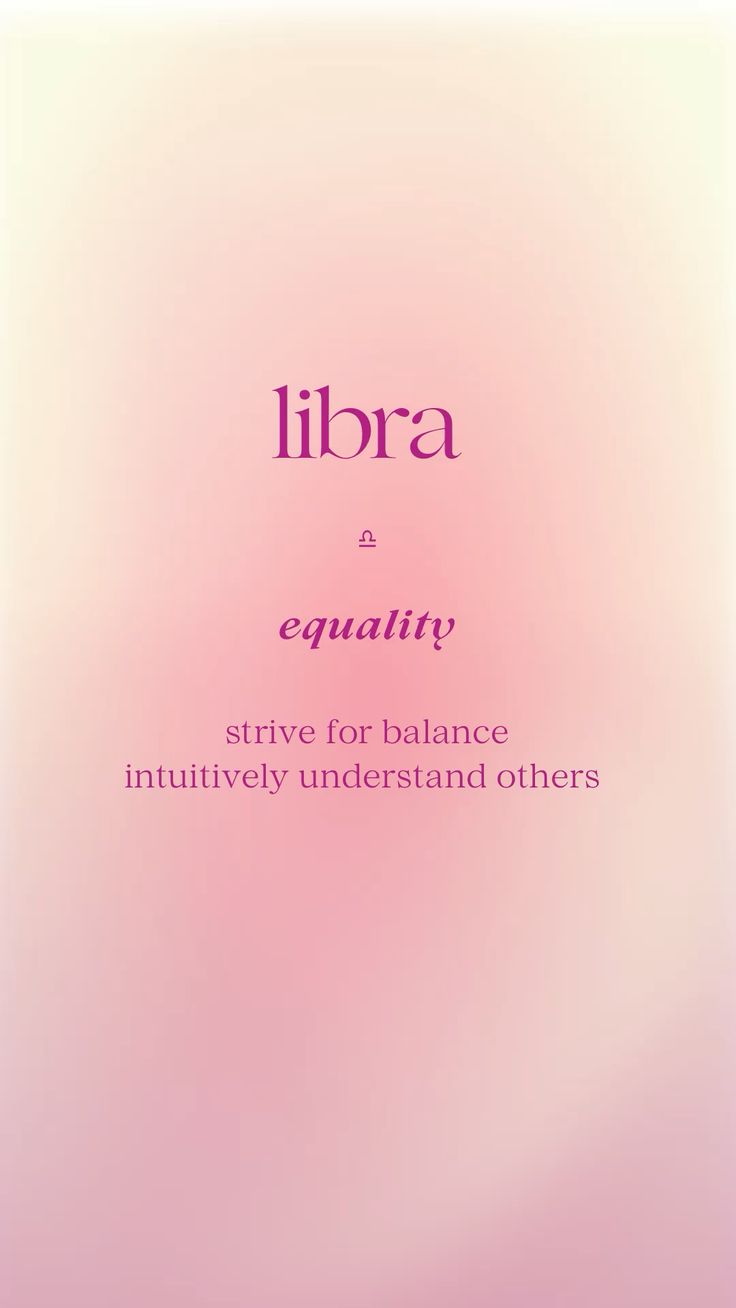 libra
♎︎
equality
strive for balance
intuitively understand others